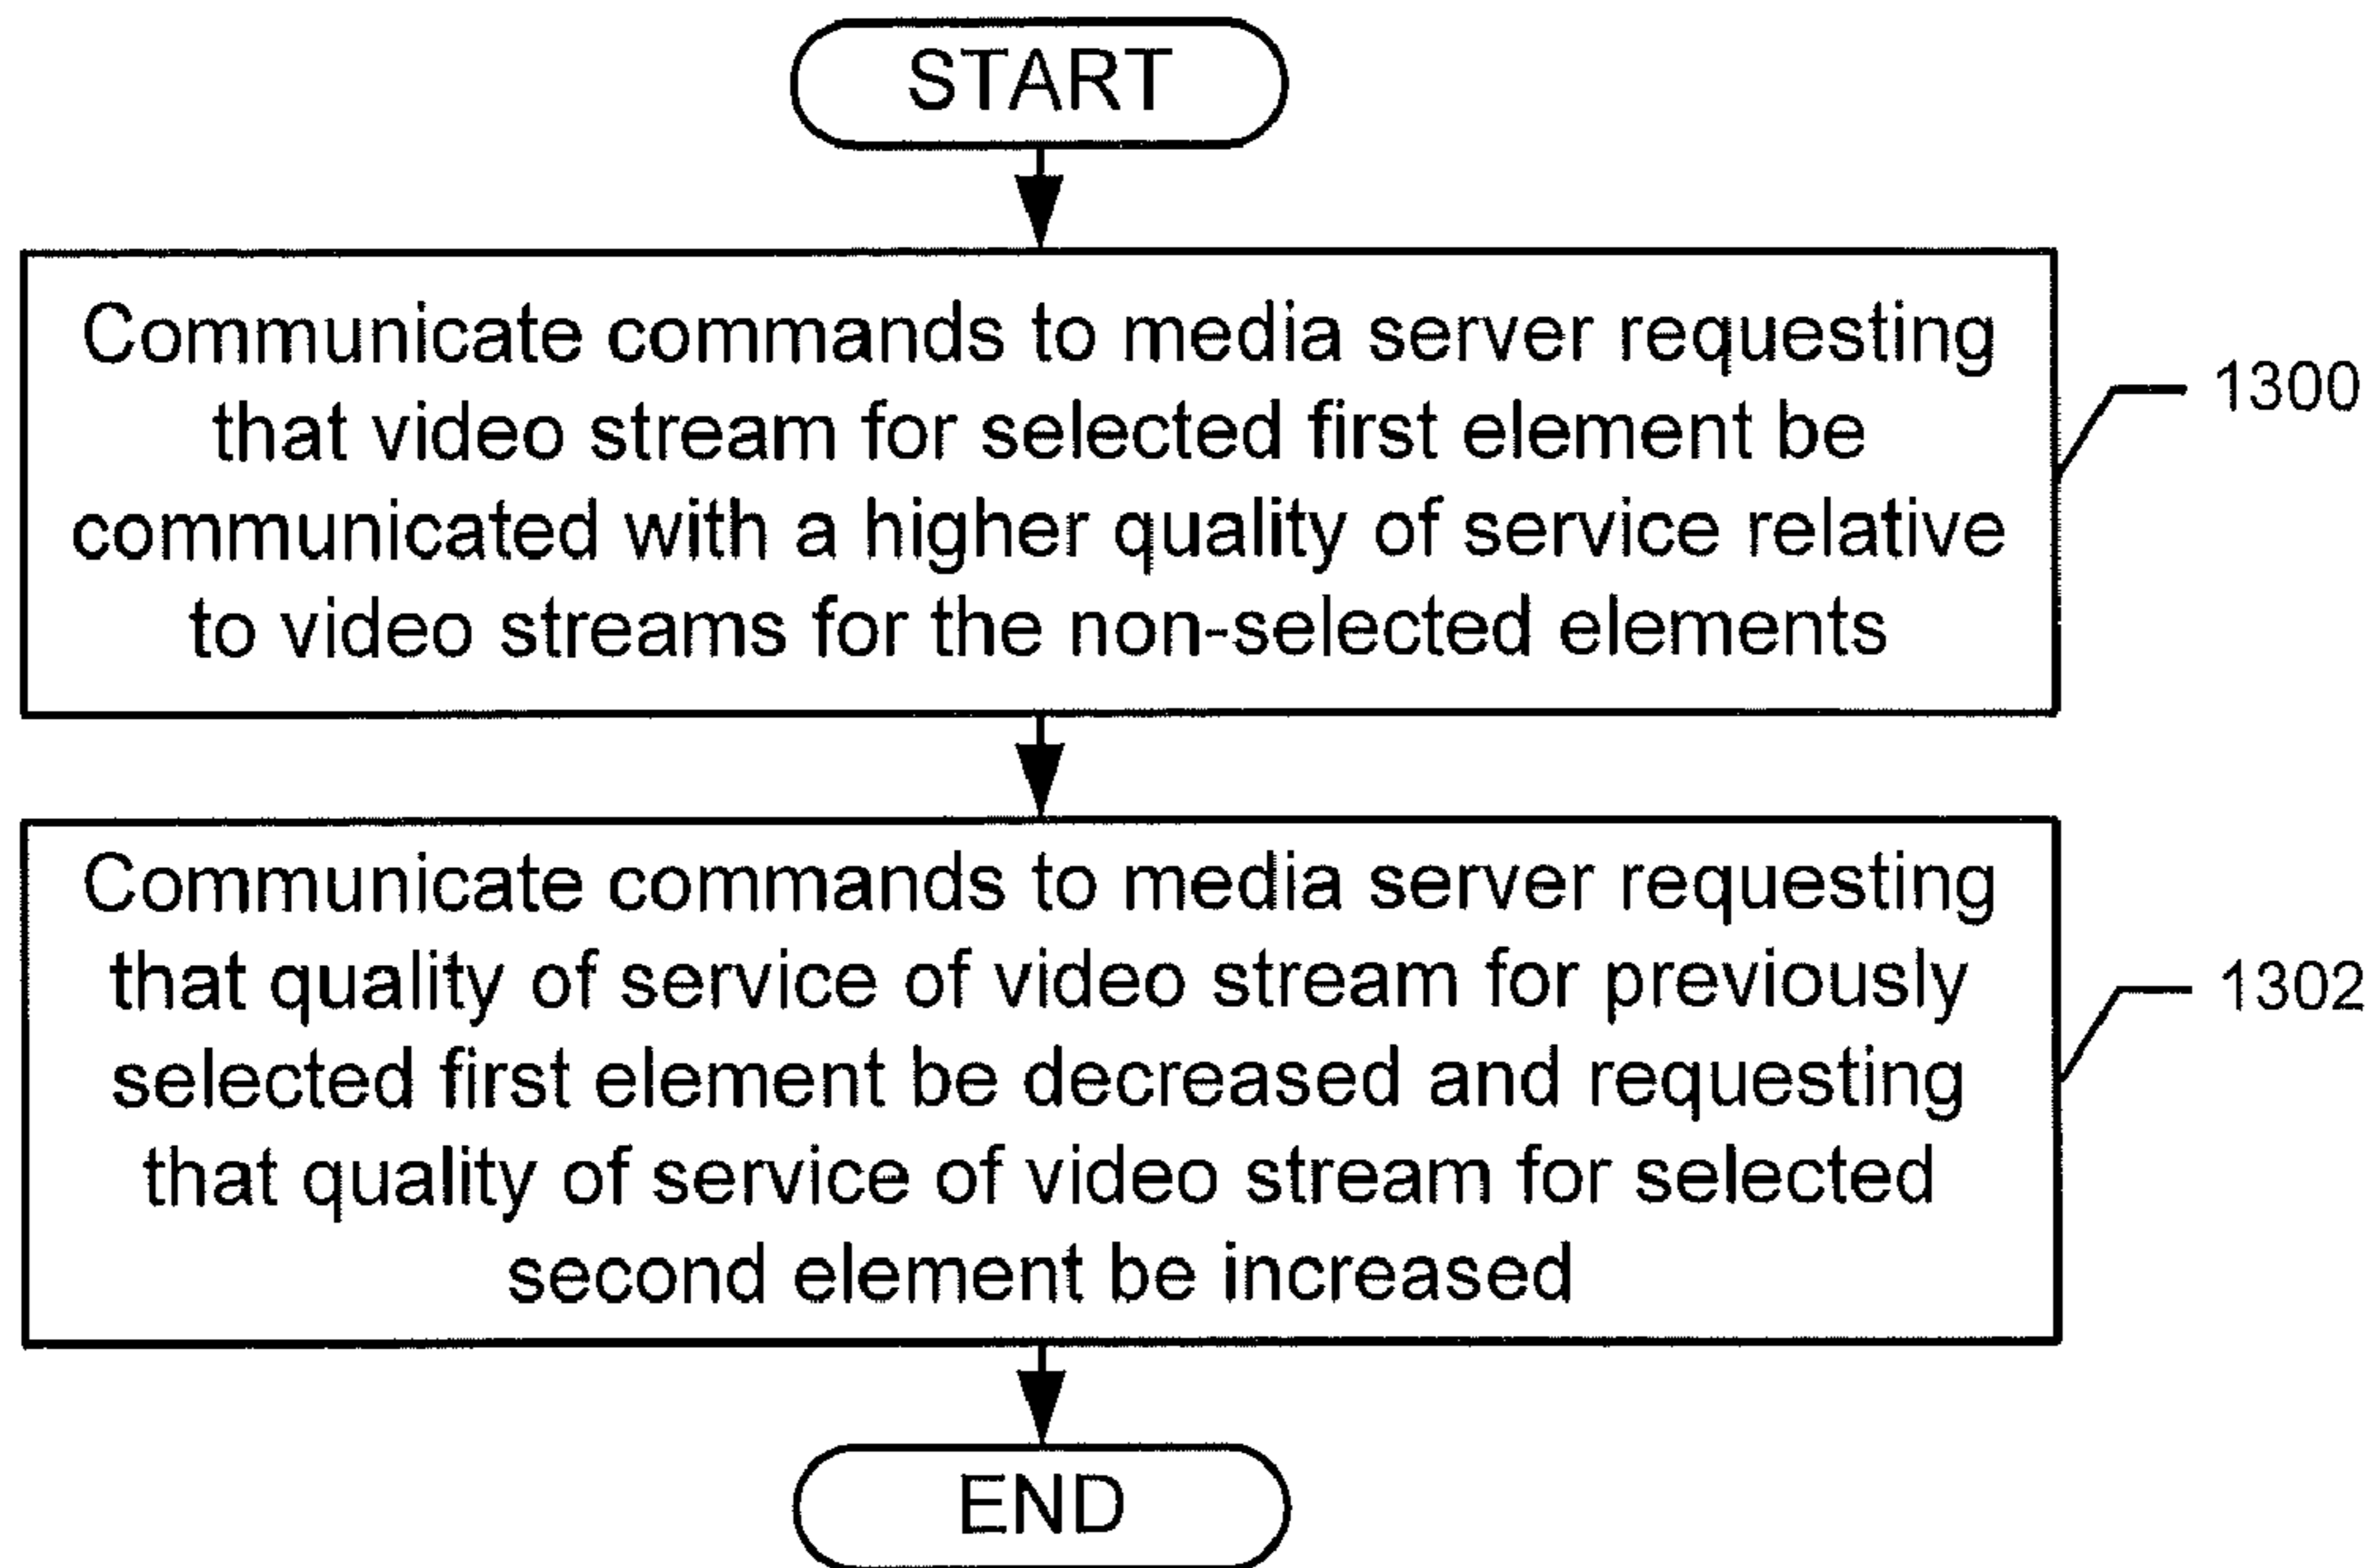 START
Communicate commands to media server requesting
that video stream for selected first element be
communicated with a higher quality of service relative
to video streams for the non-selected elements
1300
Communicate commands to media server requesting
that quality of service of video stream for previously
selected first element be decreased and requesting
that quality of service of video stream for selected
second element be increased
1302
END